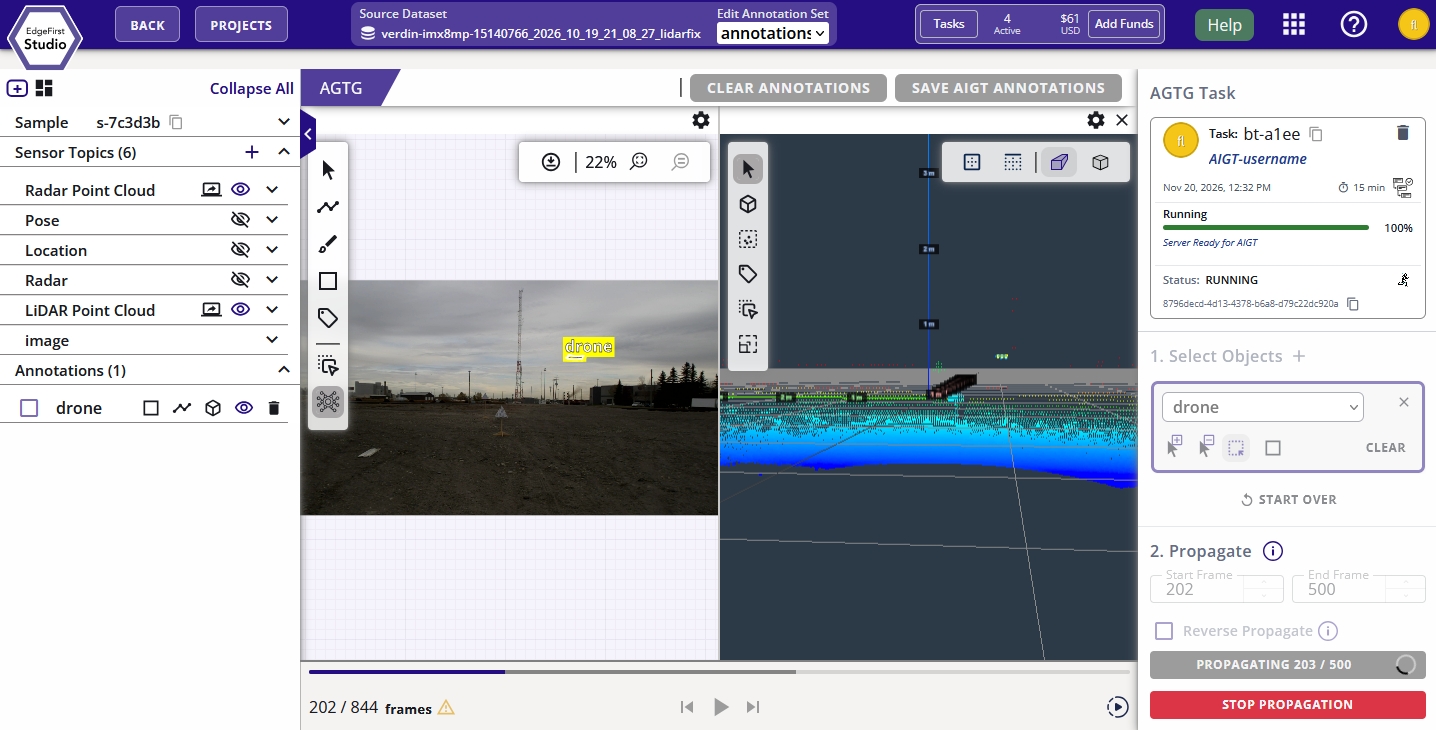 EdgeFirst
Studio
BACK
PROJECTS
Source Dataset
verdin-imx8mp-15140766_2026_10_19_21_08_27_lidarfix
Edit Annotation Set
annotations
Tasks
4
Active
$61
USD
Add Funds
Help
fl
Collapse All
Sample s-7c3d3b
Sensor Topics (6)
Radar Point Cloud
Pose
Location
Radar
LiDAR Point Cloud
image
Annotations (1)
drone
AGTG
CLEAR ANNOTATIONS
SAVE AIGT ANNOTATIONS
22%
drone
3 m
2 m
1 m
202 / 844 frames
AGTG Task
fl
Task: bt-a1ee
AIGT-username
Nov 20, 2026, 12:32 PM
15 min
Running
100%
Server Ready for AIGT
Status: RUNNING
8796decd-4d13-4378-b6a8-d79c22dc920a
1. Select Objects
drone
CLEAR
START OVER
2. Propagate
Start Frame
202
End Frame
500
Reverse Propagate
PROPAGATING 203 / 500
STOP PROPAGATION